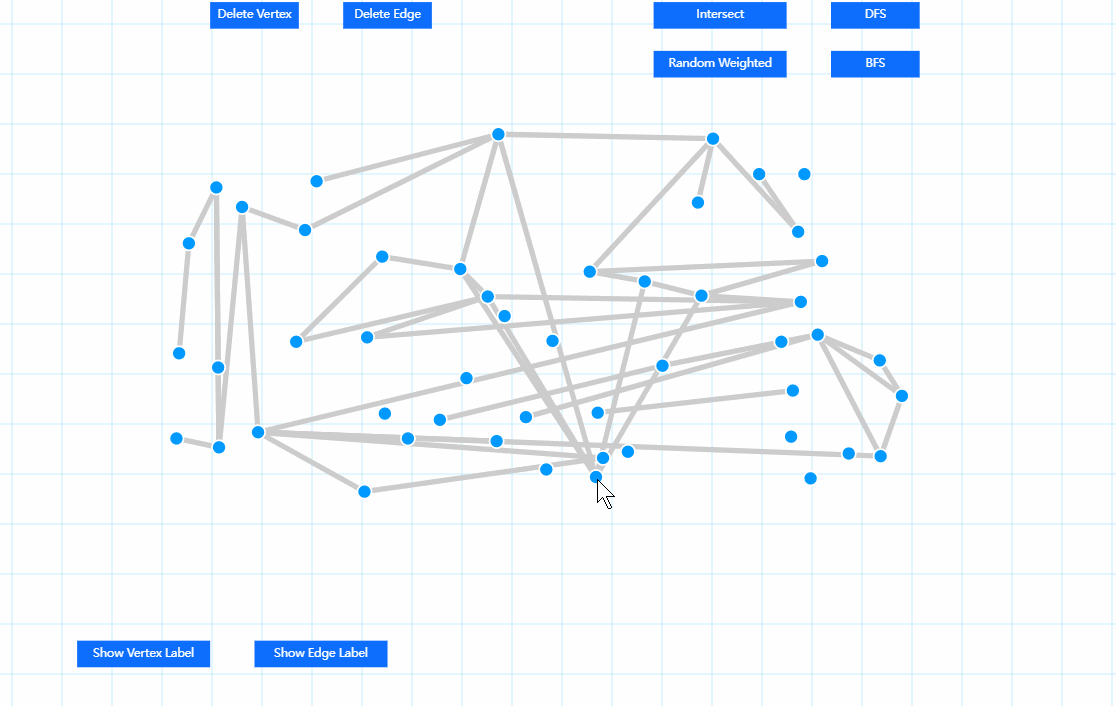 Delete Vertex
Delete Edge
Intersect
DFS
Random Weighted
BFS
Show Vertex Label
Show Edge Label